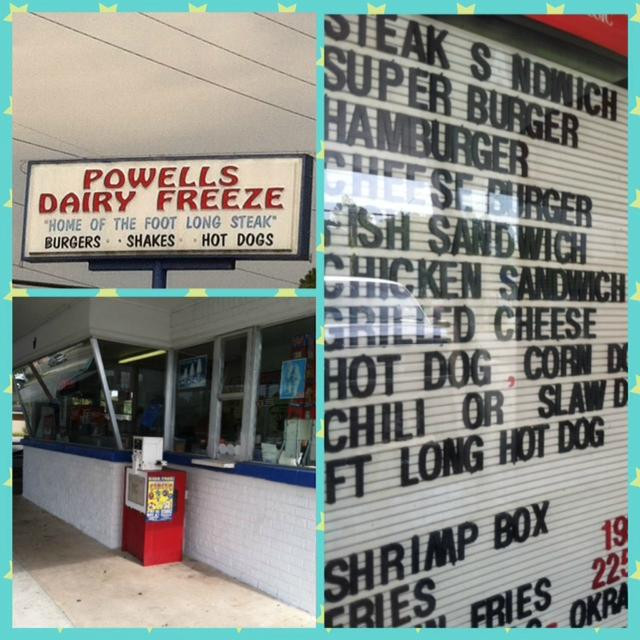 POWELLS
DAIRY FREEZE
"HOME OF THE FOOT LONG STEAK"
BURGERS · · SHAKES · · HOT DOGS
STEAK S NDWICH
SUPER BURGER
HAMBURGER
CHEESE BURGER
FISH SANDWICH
CHICKEN SANDWICH
GRILLED CHEESE
HOT DOG, CORN DO
CHILI OR SLAW D
FT LONG HOT DOG
SHRIMP BOX
FRIES 19
FRIES 225
OKRA